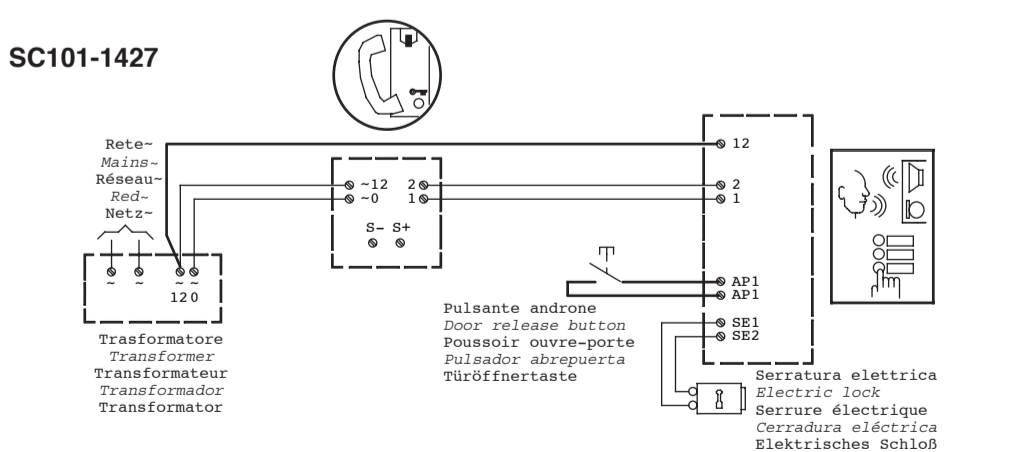 SC101-1427
Rete~
Mains~
Réseau~
Red~
Netz~
~ ~ ~ ~
12 0
Trasformatore
Transformer
Transformateur
Transformador
Transformator
~12 2
~0 1
S- S+
12
2
1
AP1
AP1
SE1
SE2
Pulsante androne
Door release button
Poussoir ouvre-porte
Pulsador abrepuerta
Türöffnertaste
Serratura elettrica
Electric lock
Serrure électrique
Cerradura eléctrica
Elektrisches Schloß